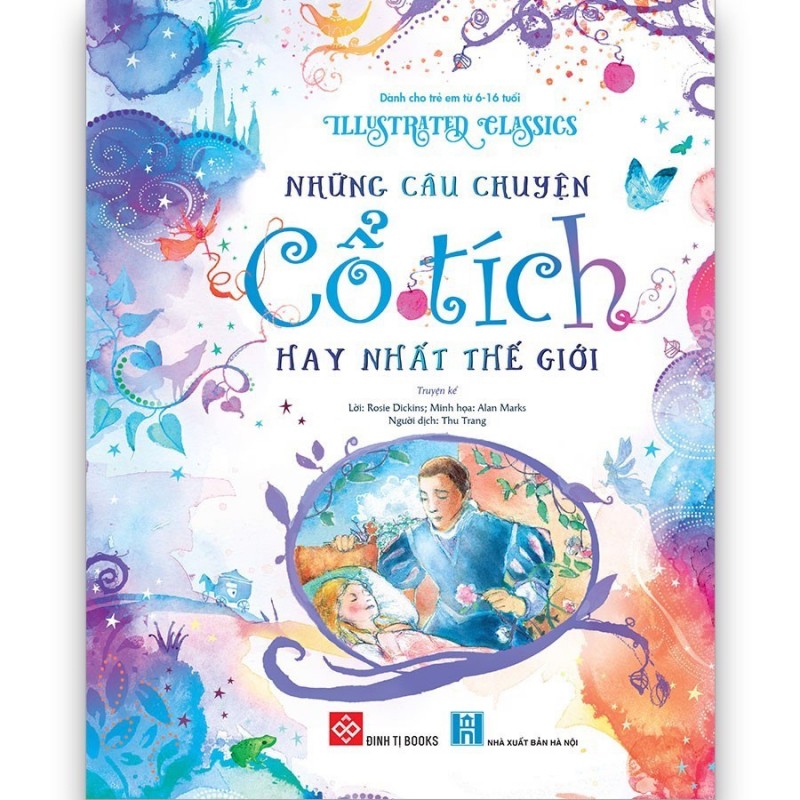 Dành cho trẻ em từ 6-16 tuổi
ILLUSTRATED CLASSICS
NHỮNG CÂU CHUYỆN
Cổ tích
HAY NHẤT THẾ GIỚI
Truyện kể
Lời: Rosie Dickins; Minh họa: Alan Marks
Người dịch: Thu Trang
ĐINH TỊ BOOKS
NHÀ XUẤT BẢN HÀ NỘI